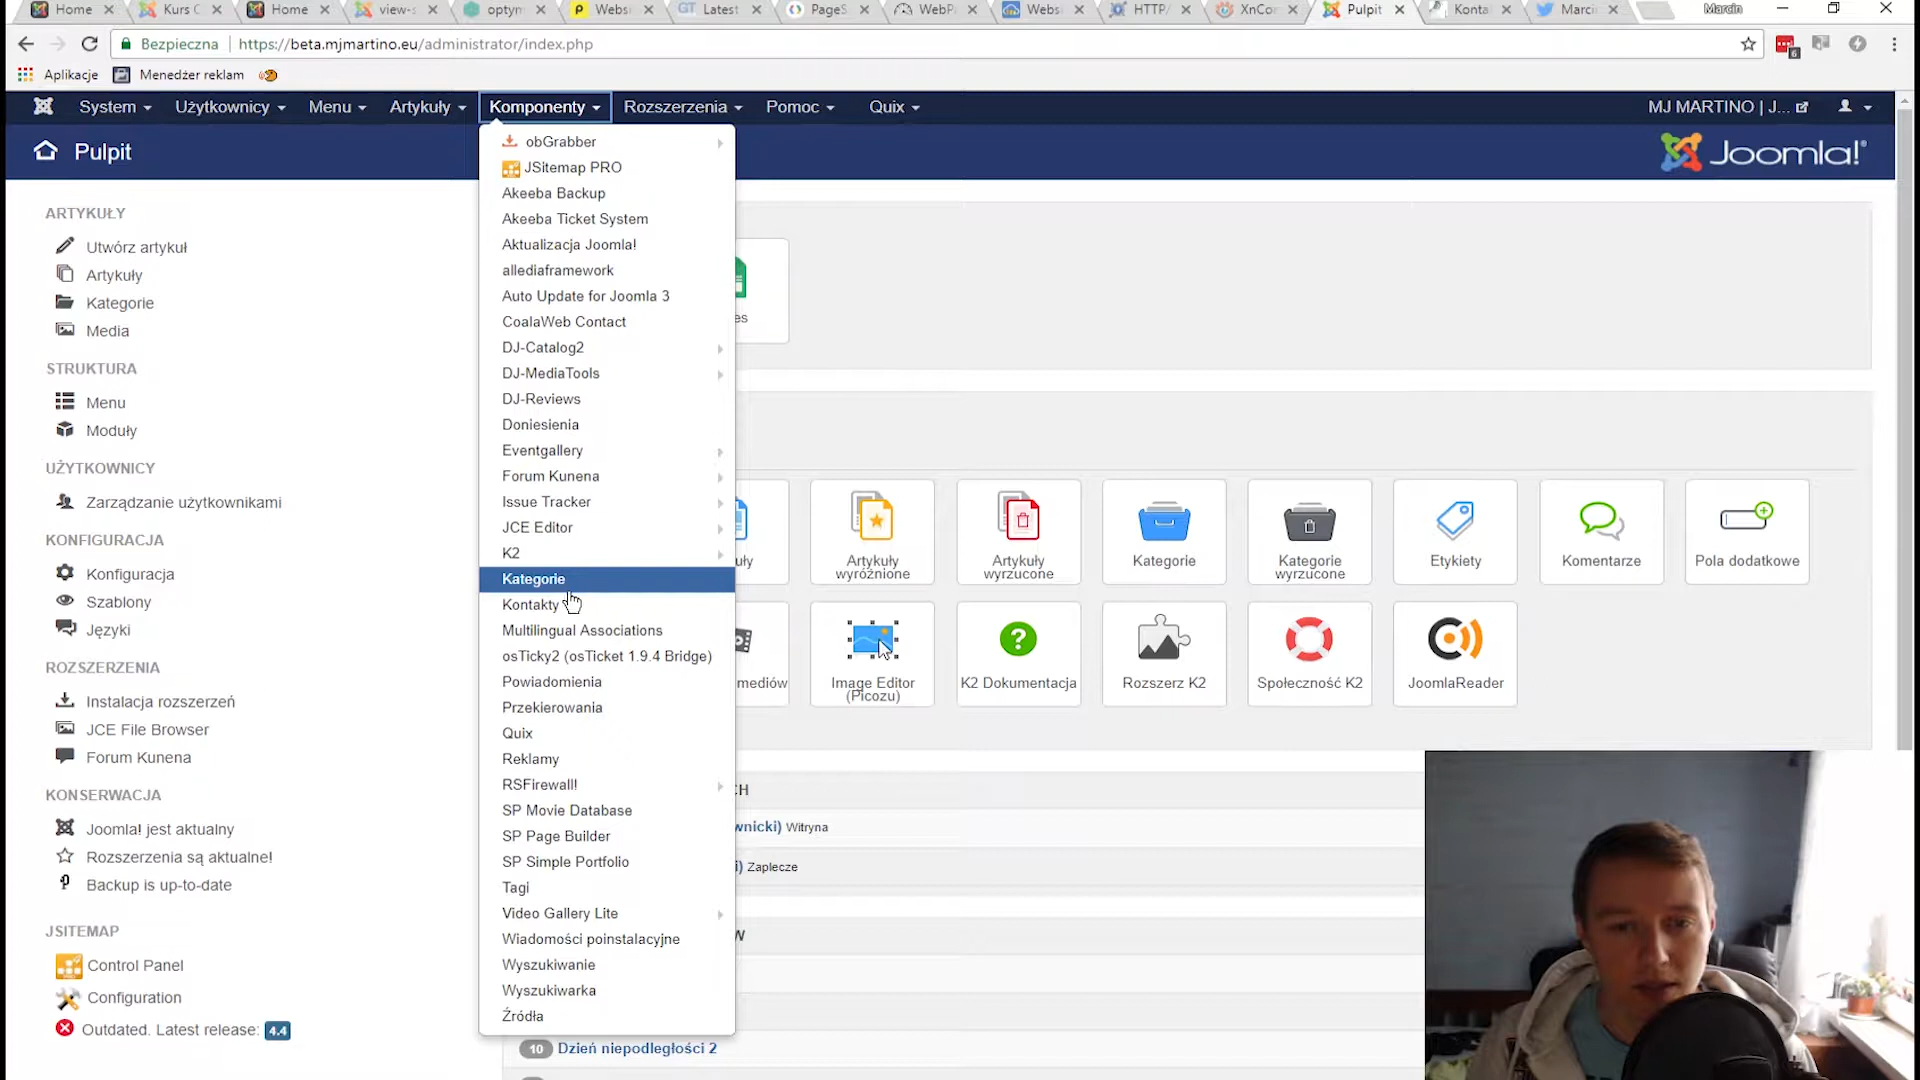 Home
Kurs C
Home
view-s
optym
Websi
Latest
PageS
WebP
Webs
HTTP/
XnCo
Pulpit
Konta
Marci
Marcin
Bezpieczna
https://beta.mjmartino.eu/administrator/index.php
6
Aplikacje
Menedżer reklam
System
Użytkownicy
Menu
Artykuły
Komponenty
Rozszerzenia
Pomoc
Quix
MJ MARTINO | J...
Pulpit
Joomla!®
ARTYKUŁY
Utwórz artykuł
Artykuły
Kategorie
Media
STRUKTURA
Menu
Moduły
UŻYTKOWNICY
Zarządzanie użytkownikami
KONFIGURACJA
Konfiguracja
Szablony
Języki
ROZSZERZENIA
Instalacja rozszerzeń
JCE File Browser
Forum Kunena
KONSERWACJA
Joomla! jest aktualny
Rozszerzenia są aktualne!
Backup is up-to-date
JSITEMAP
Control Panel
Configuration
Outdated. Latest release: 4.4
obGrabber
JSitemap PRO
Akeeba Backup
Akeeba Ticket System
Aktualizacja Joomla!
allediaframework
Auto Update for Joomla 3
CoalaWeb Contact
DJ-Catalog2
DJ-MediaTools
DJ-Reviews
Doniesienia
Eventgallery
Forum Kunena
Issue Tracker
JCE Editor
K2
Kategorie
Kontakty
Multilingual Associations
osTicky2 (osTicket 1.9.4 Bridge)
Powiadomienia
Przekierowania
Quix
Reklamy
RSFirewall!
SP Movie Database
SP Page Builder
SP Simple Portfolio
Tagi
Video Gallery Lite
Wiadomości poinstalacyjne
Wyszukiwanie
Wyszukiwarka
Źródła
es
uły
Artykuły
wyróżnione
Artykuły
wyrzucone
Kategorie
Kategorie
wyrzucone
Etykiety
Komentarze
Pola dodatkowe
mediów
Image Editor
(Picozu)
K2 Dokumentacja
Rozszerz K2
Społeczność K2
JoomlaReader
CH
wnicki) Witryna
i) Zaplecze
W
10 Dzień niepodległości 2